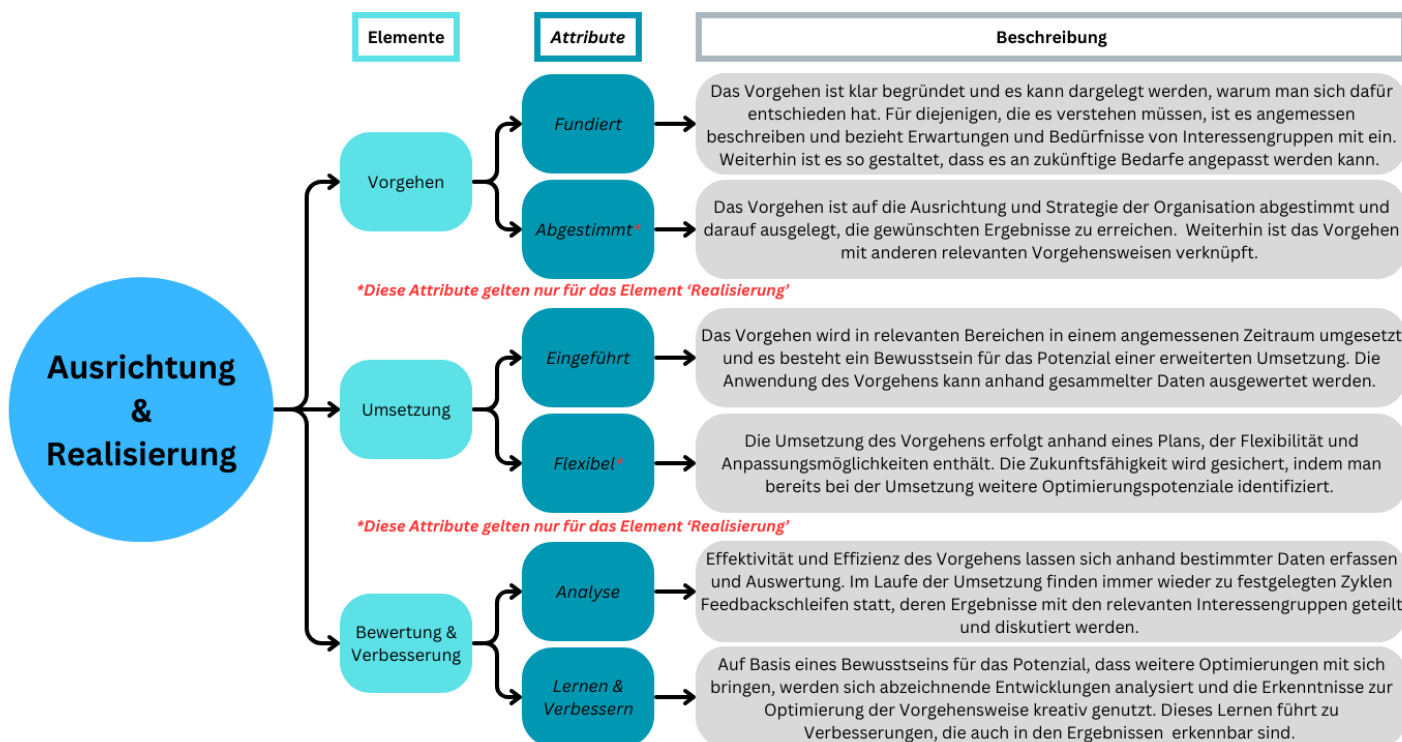 Elemente
Attribute
Beschreibung
Ausrichtung
&
Realisierung
Vorgehen
Fundiert
Das Vorgehen ist klar begründet und es kann dargelegt werden, warum man sich dafür
entschieden hat. Für diejenigen, die es verstehen müssen, ist es angemessen
beschreiben und bezieht Erwartungen und Bedürfnisse von Interessengruppen mit ein.
Weiterhin ist es so gestaltet, dass es an zukünftige Bedarfe angepasst werden kann.
Abgestimmt*
Das Vorgehen ist auf die Ausrichtung und Strategie der Organisation abgestimmt und
darauf ausgelegt, die gewünschten Ergebnisse zu erreichen. Weiterhin ist das Vorgehen
mit anderen relevanten Vorgehensweisen verknüpft.
*Diese Attribute gelten nur für das Element ‘Realisierung’
Umsetzung
Eingeführt
Das Vorgehen wird in relevanten Bereichen in einem angemessenen Zeitraum umgesetzt
und es besteht ein Bewusstsein für das Potenzial einer erweiterten Umsetzung. Die
Anwendung des Vorgehens kann anhand gesammelter Daten ausgewertet werden.
Flexibel*
Die Umsetzung des Vorgehens erfolgt anhand eines Plans, der Flexibilität und
Anpassungsmöglichkeiten enthält. Die Zukunftsfähigkeit wird gesichert, indem man
bereits bei der Umsetzung weitere Optimierungspotenziale identifiziert.
*Diese Attribute gelten nur für das Element ‘Realisierung’
Bewertung &
Verbesserung
Analyse
Effektivität und Effizienz des Vorgehens lassen sich anhand bestimmter Daten erfassen
und Auswertung. Im Laufe der Umsetzung finden immer wieder zu festgelegten Zyklen
Feedbackschleifen statt, deren Ergebnisse mit den relevanten Interessengruppen geteilt
und diskutiert werden.
Lernen &
Verbessern
Auf Basis eines Bewusstseins für das Potenzial, dass weitere Optimierungen mit sich
bringen, werden sich abzeichnende Entwicklungen analysiert und die Erkenntnisse zur
Optimierung der Vorgehensweise kreativ genutzt. Dieses Lernen führt zu
Verbesserungen, die auch in den Ergebnissen erkennbar sind.